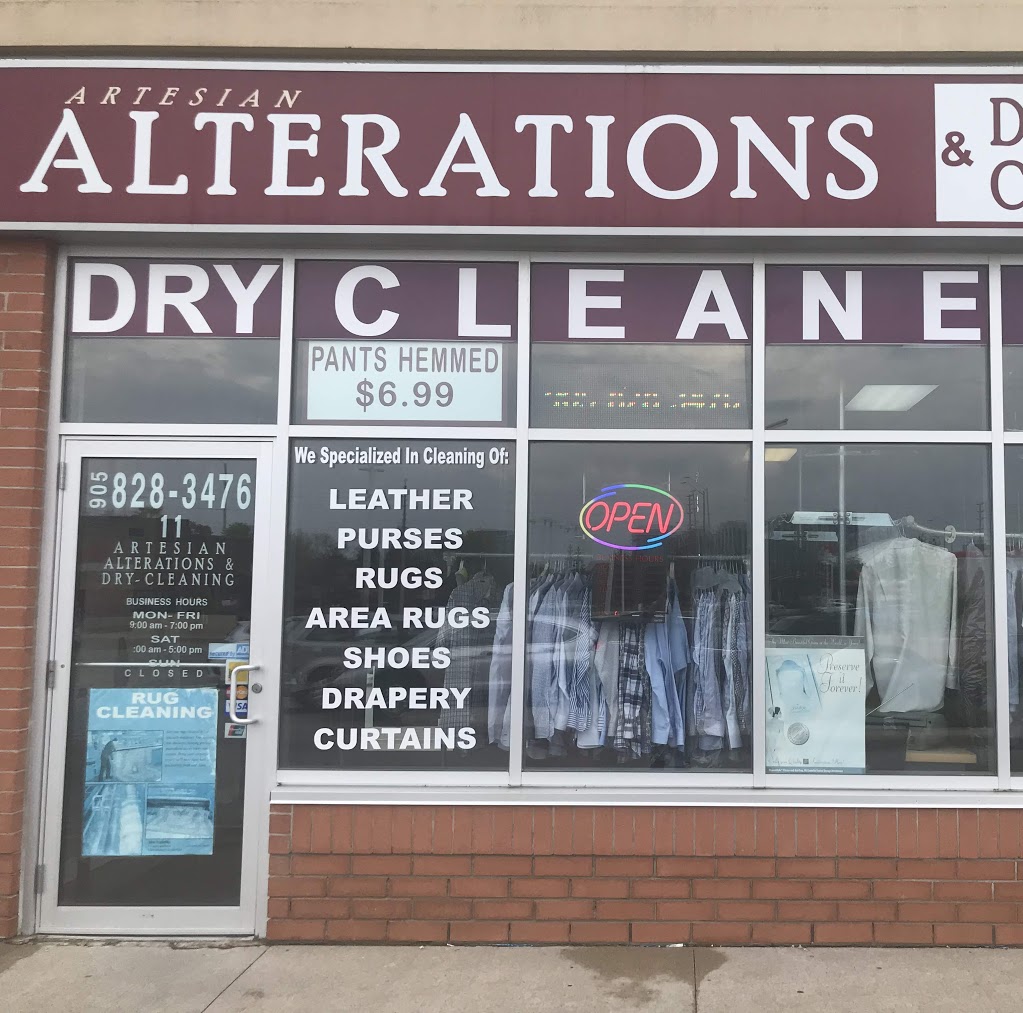 ARTESIAN
ALTERATIONS
& D
C
DRY CLEANE
PANTS HEMMED
$6.99
905 828-3476
11
ARTESIAN
ALTERATIONS &
DRY-CLEANING
BUSINESS HOURS
MON- FRI
9:00 am - 7:00 pm
SAT
:00 am - 5:00 pm
SUN
CLOSED
VISA
RUG
CLEANING
We Specialized In Cleaning Of:
LEATHER
PURSES
RUGS
AREA RUGS
SHOES
DRAPERY
CURTAINS
OPEN
Preserve
it
Forever!